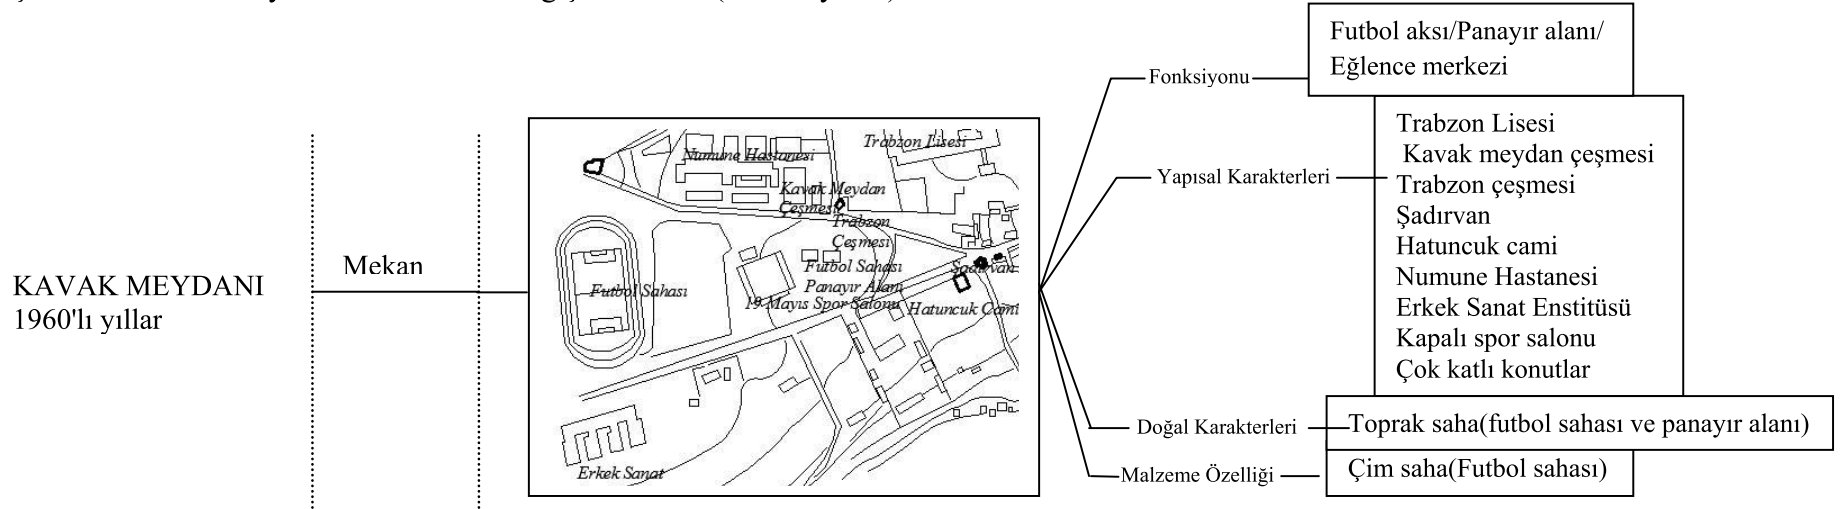 KAVAK MEYDANI
1960'lı yıllar
Mekan
Trabzon Lisesi
Numune Hastanesi
Kavak Meydan
Çeşmesi
Trabzon
Çeşmesi
Futbol Sahası
Panayır Alanı
19 Mayıs Spor Salonu
Şadırvan
Hatuncuk Cami
Futbol Sahası
Erkek Sanat
Fonksiyonu
Futbol aksı/Panayır alanı/
Eğlence merkezi
Yapısal Karakterleri
Trabzon Lisesi
Kavak meydan çeşmesi
Trabzon çeşmesi
Şadırvan
Hatuncuk cami
Numune Hastanesi
Erkek Sanat Enstitüsü
Kapalı spor salonu
Çok katlı konutlar
Doğal Karakterleri
Toprak saha(futbol sahası ve panayır alanı)
Malzeme Özelliği
Çim saha(Futbol sahası)